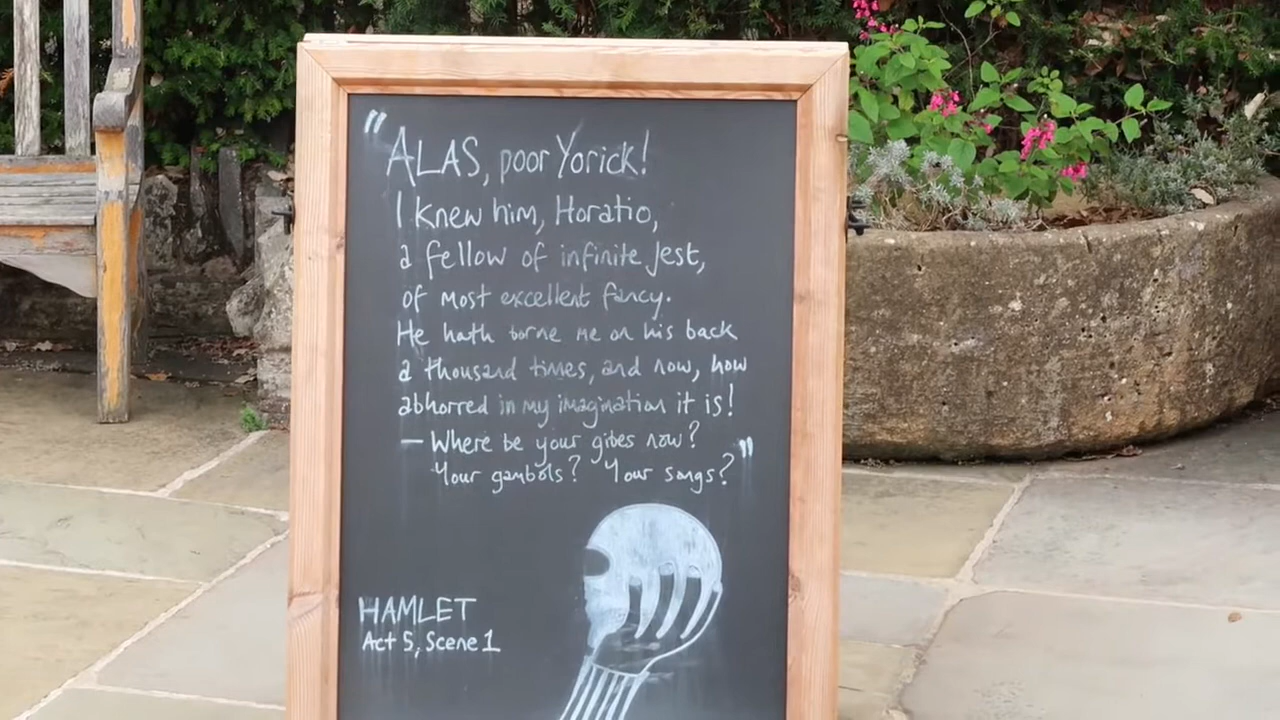 "ALAS, poor Yorick!
I knew him, Horatio,
a fellow of infinite jest,
of most excellent fancy.
He hath borne me on his back
a thousand times, and now, how
abhorred in my imagination it is!
– Where be your gibes now?
Your gambols? Your songs?"
HAMLET
Act 5, Scene 1